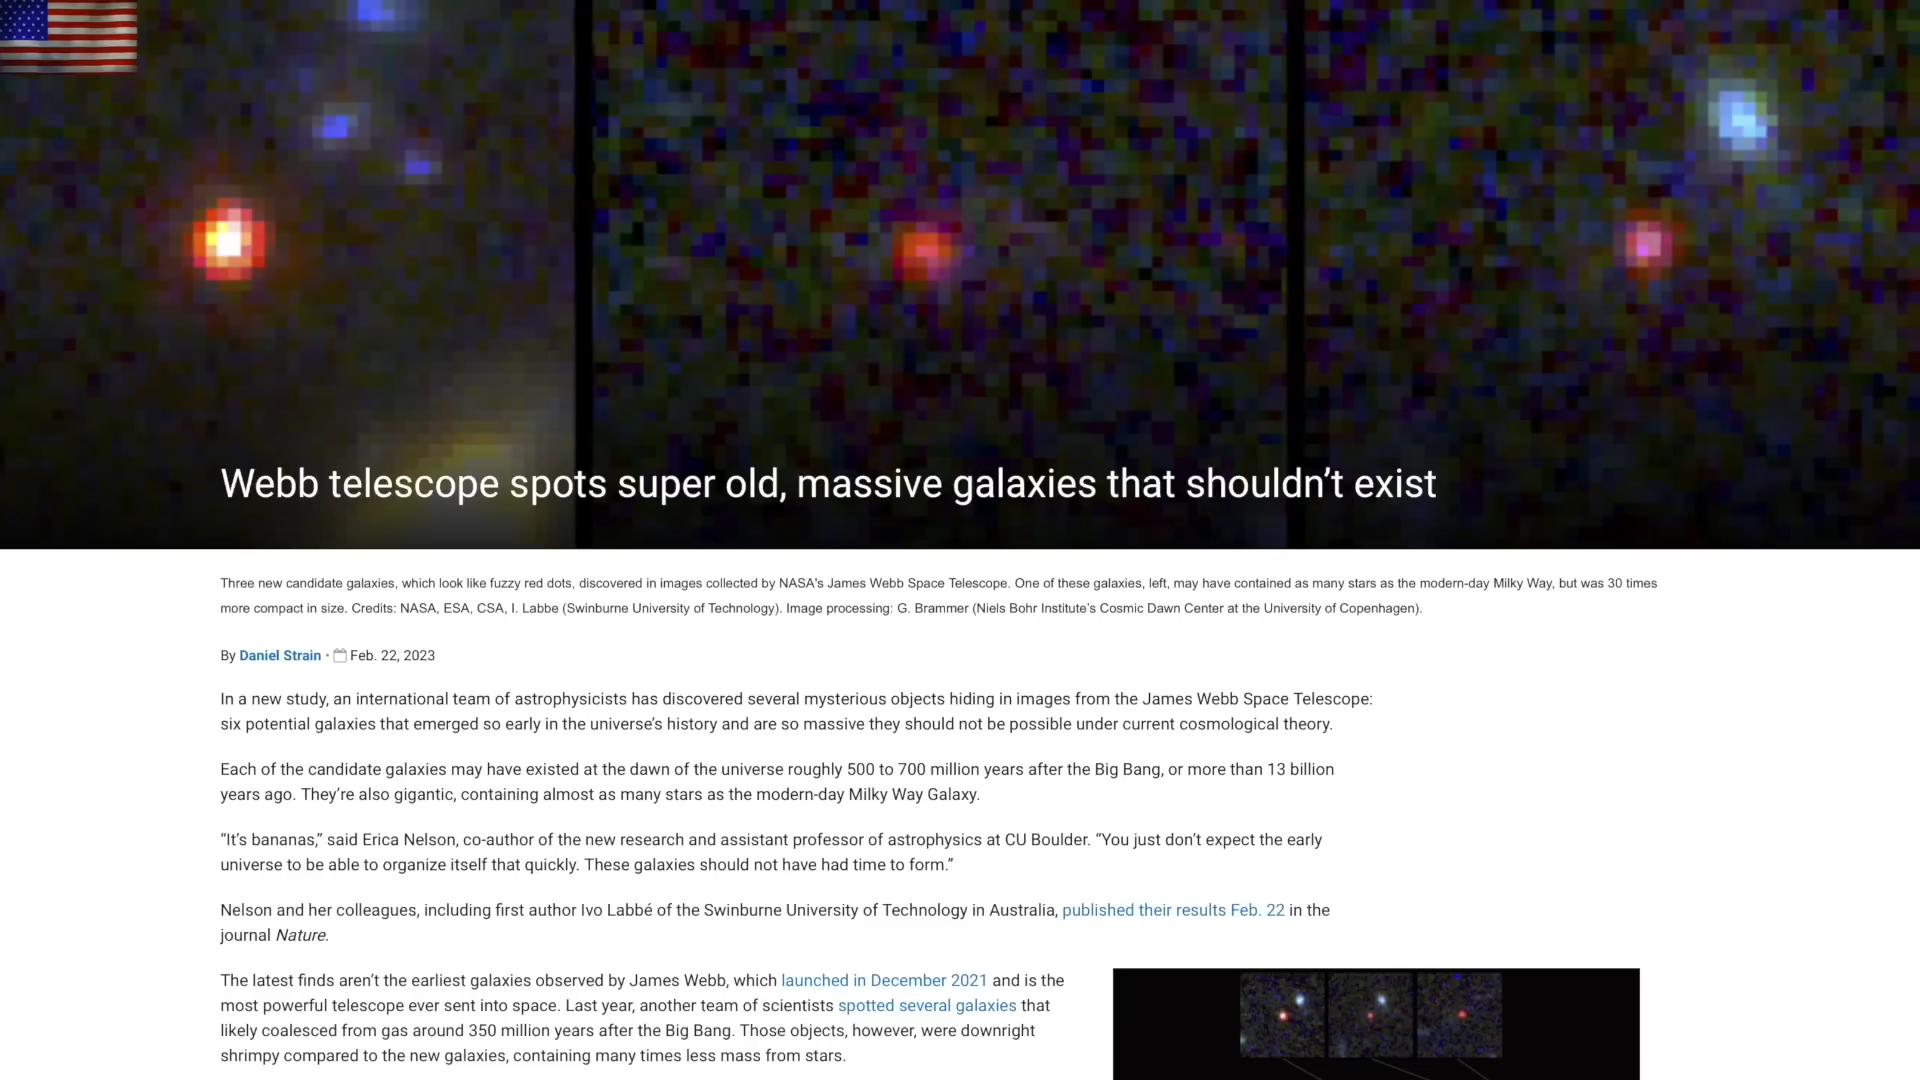 Webb telescope spots super old, massive galaxies that shouldn’t exist
Three new candidate galaxies, which look like fuzzy red dots, discovered in images collected by NASA's James Webb Space Telescope. One of these galaxies, left, may have contained as many stars as the modern-day Milky Way, but was 30 times
more compact in size. Credits: NASA, ESA, CSA, I. Labbe (Swinburne University of Technology). Image processing: G. Brammer (Niels Bohr Institute's Cosmic Dawn Center at the University of Copenhagen).
By Daniel Strain • Feb. 22, 2023
In a new study, an international team of astrophysicists has discovered several mysterious objects hiding in images from the James Webb Space Telescope:
six potential galaxies that emerged so early in the universe’s history and are so massive they should not be possible under current cosmological theory.
Each of the candidate galaxies may have existed at the dawn of the universe roughly 500 to 700 million years after the Big Bang, or more than 13 billion
years ago. They’re also gigantic, containing almost as many stars as the modern-day Milky Way Galaxy.
“It’s bananas,” said Erica Nelson, co-author of the new research and assistant professor of astrophysics at CU Boulder. “You just don’t expect the early
universe to be able to organize itself that quickly. These galaxies should not have had time to form.”
Nelson and her colleagues, including first author Ivo Labbé of the Swinburne University of Technology in Australia, published their results Feb. 22 in the
journal Nature.
The latest finds aren’t the earliest galaxies observed by James Webb, which launched in December 2021 and is the
most powerful telescope ever sent into space. Last year, another team of scientists spotted several galaxies that
likely coalesced from gas around 350 million years after the Big Bang. Those objects, however, were downright
shrimpy compared to the new galaxies, containing many times less mass from stars.